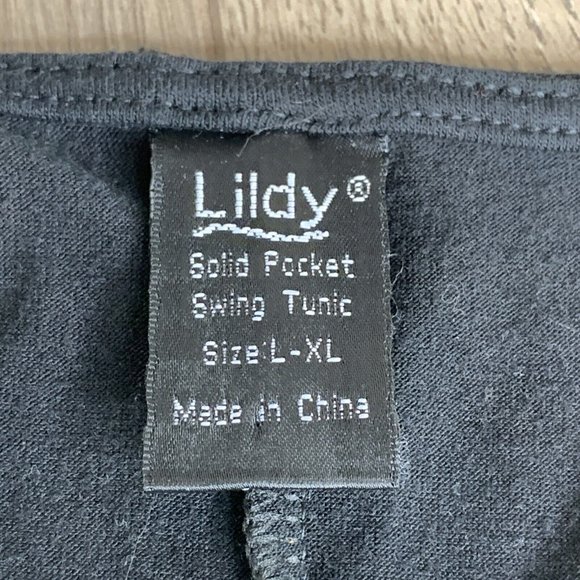 Lildy®
Solid Pocket
Swing Tunic
Size:L-XL
Made in China